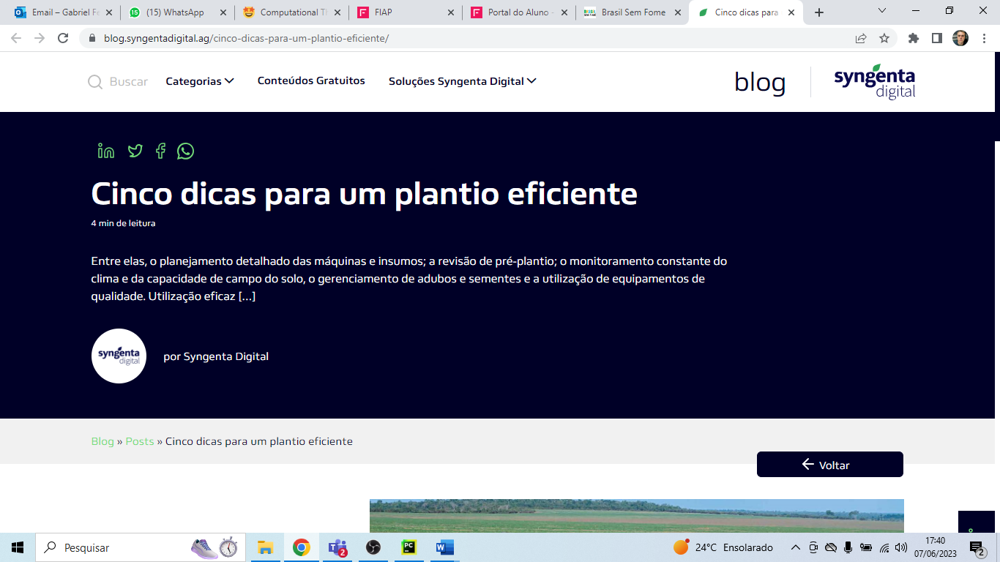 Email – Gabriel Fe
(15) WhatsApp
Computational Th
FIAP
Portal do Aluno -
Brasil Sem Fome
Cinco dicas para
blog.syngentadigital.ag/cinco-dicas-para-um-plantio-eficiente/
Buscar
Categorias
Conteúdos Gratuitos
Soluções Syngenta Digital
blog
syngenta
digital
Cinco dicas para um plantio eficiente
4 min de leitura
Entre elas, o planejamento detalhado das máquinas e insumos; a revisão de pré-plantio; o monitoramento constante do
clima e da capacidade de campo do solo, o gerenciamento de adubos e sementes e a utilização de equipamentos de
qualidade. Utilização eficaz [...]
syngenta
digital
por Syngenta Digital
Blog » Posts » Cinco dicas para um plantio eficiente
Voltar
Pesquisar
2
PC
W
24°C Ensolarado
17:40
07/06/2023
2